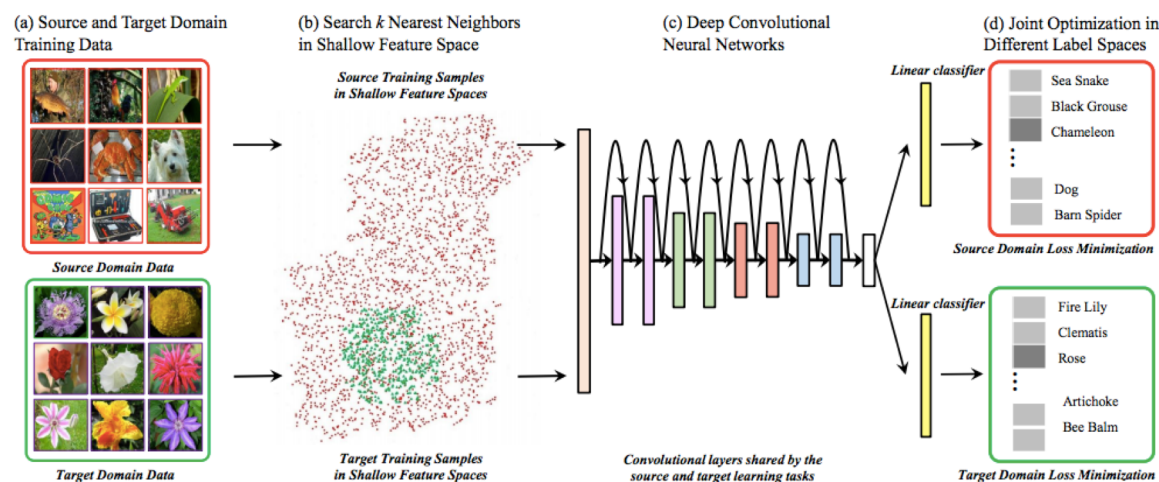 (a) Source and Target Domain
Training Data
Source Domain Data
Target Domain Data
(b) Search k Nearest Neighbors
in Shallow Feature Space
Source Training Samples
in Shallow Feature Spaces
Target Training Samples
in Shallow Feature Spaces
(c) Deep Convolutional
Neural Networks
Convolutional layers shared by the
source and target learning tasks
(d) Joint Optimization in
Different Label Spaces
Linear classifier
Sea Snake
Black Grouse
Chameleon
Dog
Barn Spider
Source Domain Loss Minimization
Linear classifier
Fire Lily
Clematis
Rose
Artichoke
Bee Balm
Target Domain Loss Minimization